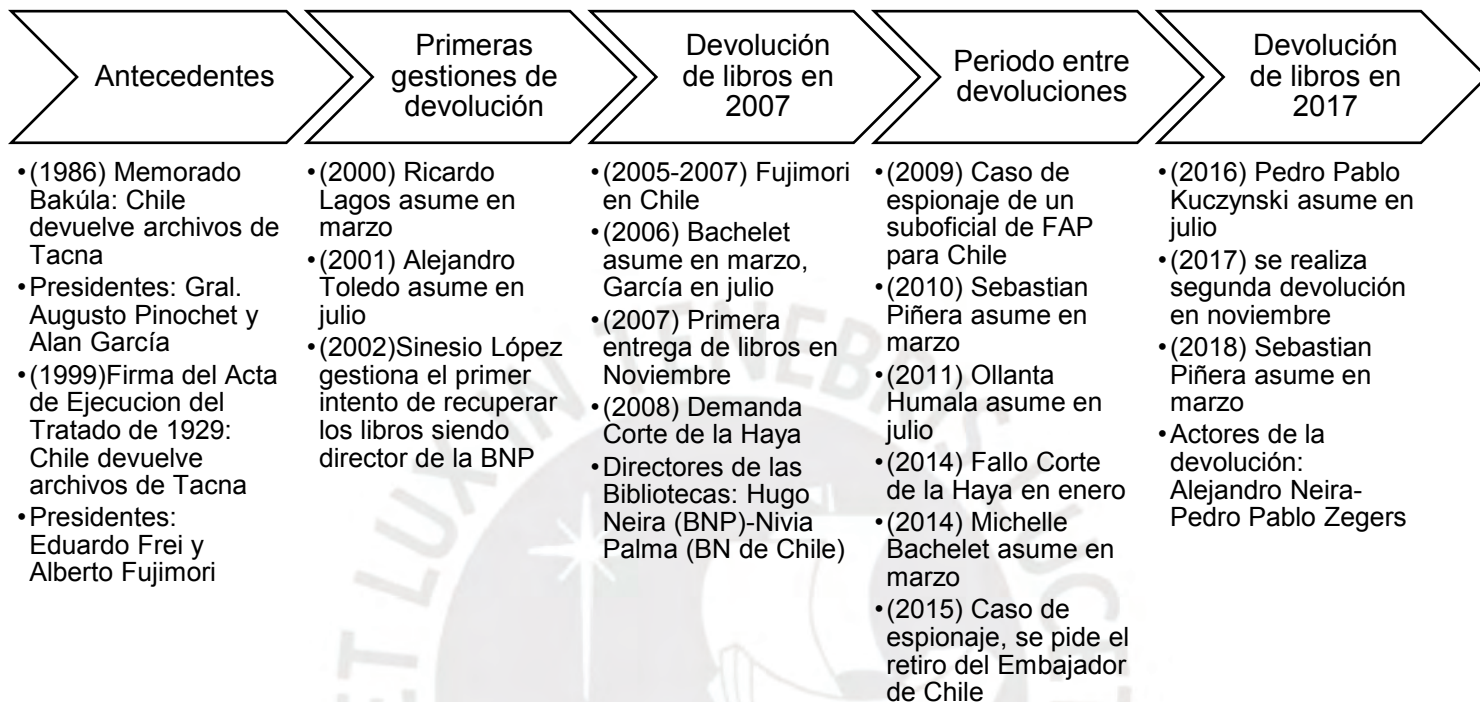 Antecedentes
•(1986) Memorado
Bakúla: Chile
devuelve archivos de
Tacna
•Presidentes: Gral.
Augusto Pinochet y
Alan García
•(1999)Firma del Acta
de Ejecucion del
Tratado de 1929:
Chile devuelve
archivos de Tacna
•Presidentes:
Eduardo Frei y
Alberto Fujimori
Primeras
gestiones de
devolución
•(2000) Ricardo
Lagos asume en
marzo
•(2001) Alejandro
Toledo asume en
julio
•(2002)Sinesio López
gestiona el primer
intento de recuperar
los libros siendo
director de la BNP
Devolución
de libros en
2007
•(2005-2007) Fujimori
en Chile
•(2006) Bachelet
asume en marzo,
García en julio
•(2007) Primera
entrega de libros en
Noviembre
•(2008) Demanda
Corte de la Haya
•Directores de las
Bibliotecas: Hugo
Neira (BNP)-Nivia
Palma (BN de Chile)
Periodo entre
devoluciones
•(2009) Caso de
espionaje de un
suboficial de FAP
para Chile
•(2010) Sebastian
Piñera asume en
marzo
•(2011) Ollanta
Humala asume en
julio
•(2014) Fallo Corte
de la Haya en enero
•(2014) Michelle
Bachelet asume en
marzo
•(2015) Caso de
espionaje, se pide el
retiro del Embajador
de Chile
Devolución
de libros en
2017
•(2016) Pedro Pablo
Kuczynski asume en
julio
•(2017) se realiza
segunda devolución
en noviembre
•(2018) Sebastian
Piñera asume en
marzo
•Actores de la
devolución:
Alejandro Neira-
Pedro Pablo Zegers
ET LUX IN TENEBRIS LUCET